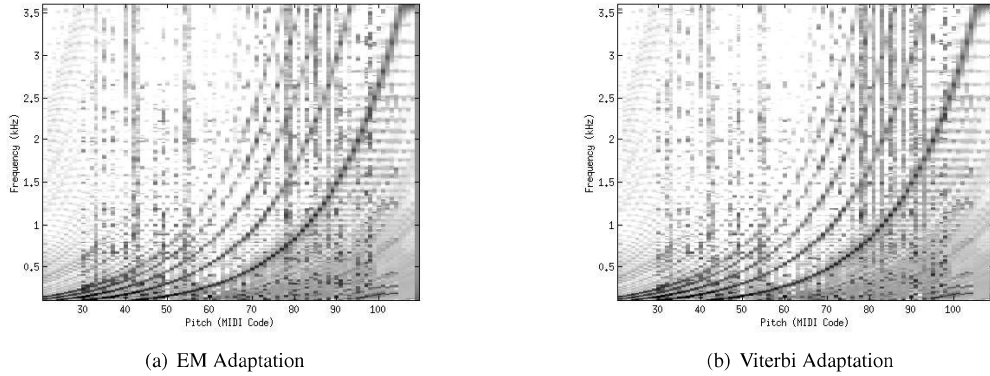 3.5
3
2.5
2
1.5
1
0.5
Frequency (kHz)
30 40 50 60 70 80 90 100
Pitch (MIDI Code)
(a) EM Adaptation
3.5
3
2.5
2
1.5
1
0.5
Frequency (kHz)
30 40 50 60 70 80 90 100
Pitch (MIDI Code)
(b) Viterbi Adaptation